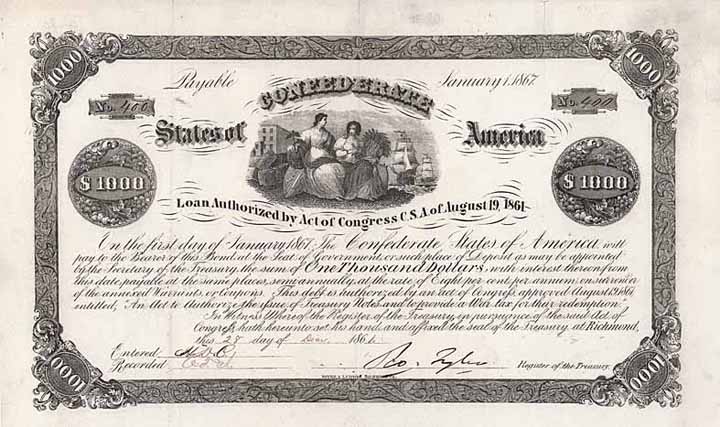 1000 1000
Payable January 1, 1867.
No. 400 CONFEDERATE No. 400
States of America
$1000 $1000
Loan Authorized by Act of Congress C.S.A. of August 19, 1861
On the first day of January 1867, The Confederate States of America, will
pay to the Bearer of this Bond, at the Seat of Government, or such place of Deposit as may be appointed
by the Secretary of the Treasury, the sum of One Thousand Dollars, with interest thereon from
this date, payable at the same places, semi annually, at the rate of Eight per cent per annum, on surrender
of the annexed Warrants, or Coupons. This debt is authorized by an Act of Congress, approved August 19, 1861
entitled, "An Act to Authorize the issue of Treasury Notes, and to provide a War Tax for their redemption"
In Witness Whereof the Register of the Treasury, in pursuance of the said Act of
Congress, hath hereunto set his hand, and affixed the seal of the Treasury, at Richmond,
this 28 day of 1861.
Entered
Recorded Ro. Tyler Register of the Treasury.
1000 1000